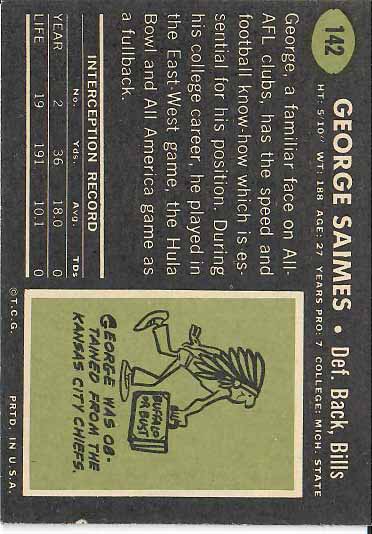 142
GEORGE SAIMES • Def. Back, Bills
HT: 5/10" WT: 188 AGE: 27 YEARS PRO: 7 COLLEGE: MICH. STATE
George, a familiar face on All-
AFL clubs, has the speed and
football know-how which is es-
sential for his position. During
his college career, he played in
the East-West game, the Hula
Bowl and All America game as
a fullback.
INTERCEPTION RECORD
No. Yds. Avg. TDs
YEAR 2 36 18.0 0
LIFE 19 191 10.1 0
BUS
BUFFALO
OR BUST
GEORGE WAS OB-
TAINED FROM THE
KANSAS CITY CHIEFS.
©T.C.G. PRTD. IN U.S.A.